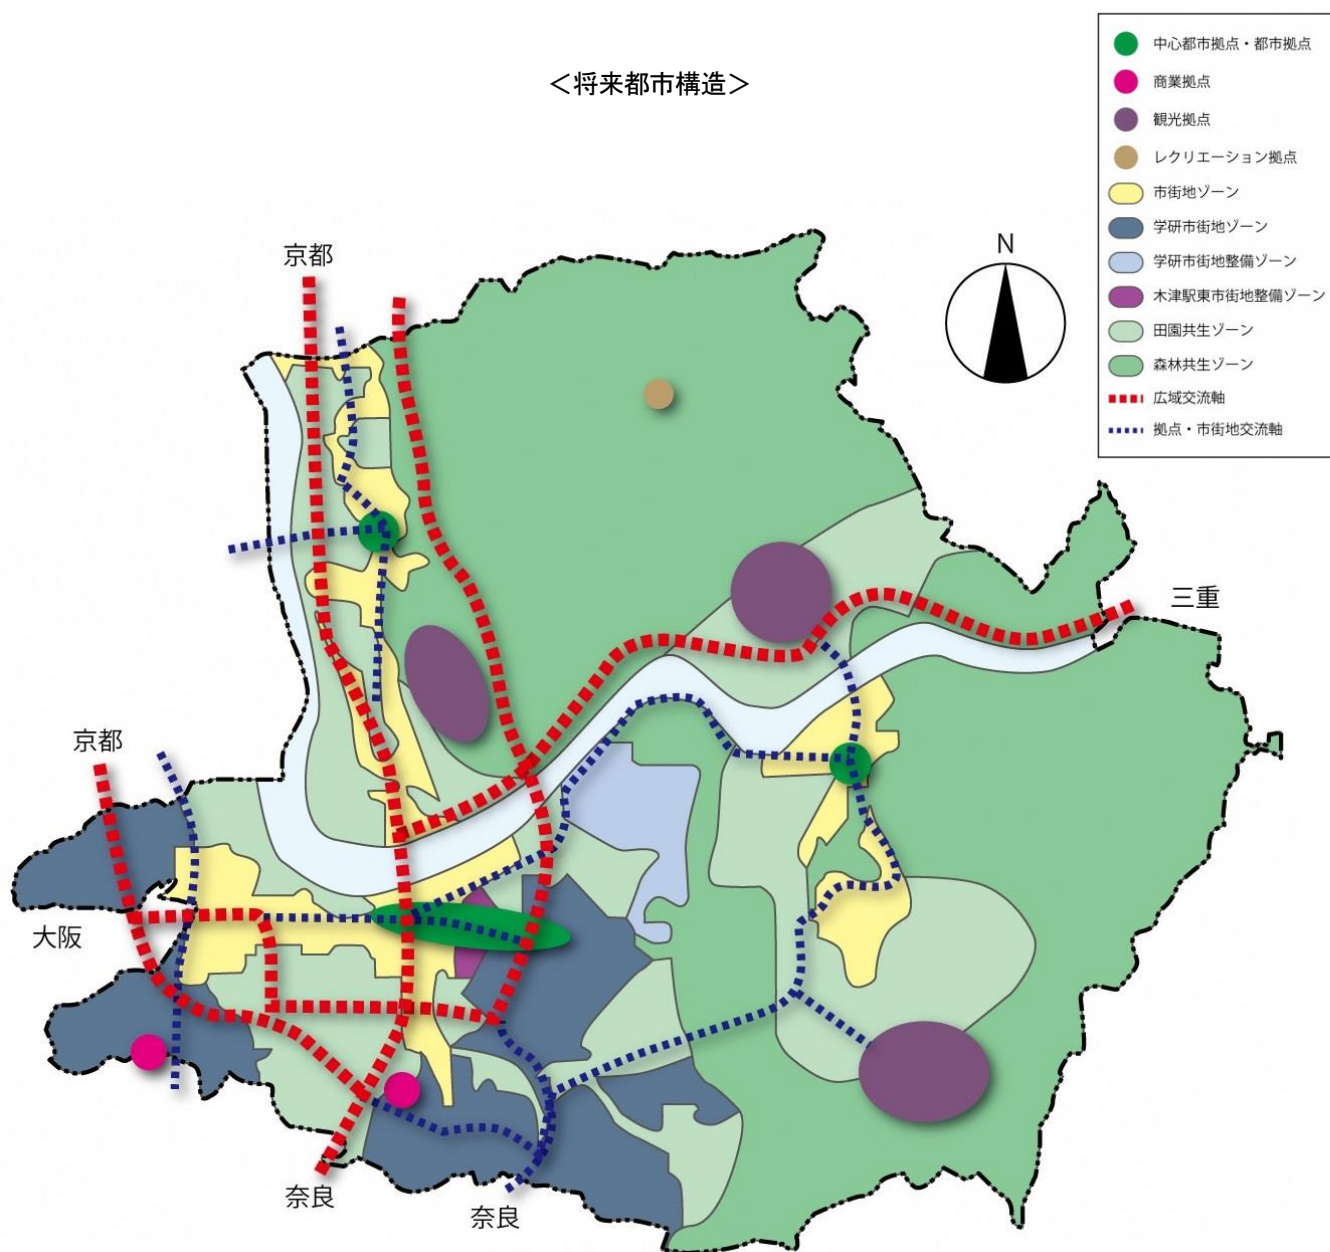 ＜将来都市構造＞
中心都市拠点・都市拠点
商業拠点
観光拠点
レクリエーション拠点
市街地ゾーン
学研市街地ゾーン
学研市街地整備ゾーン
木津駅東市街地整備ゾーン
田園共生ゾーン
森林共生ゾーン
広域交流軸
拠点・市街地交流軸
N
京都
三重
京都
大阪
奈良
奈良